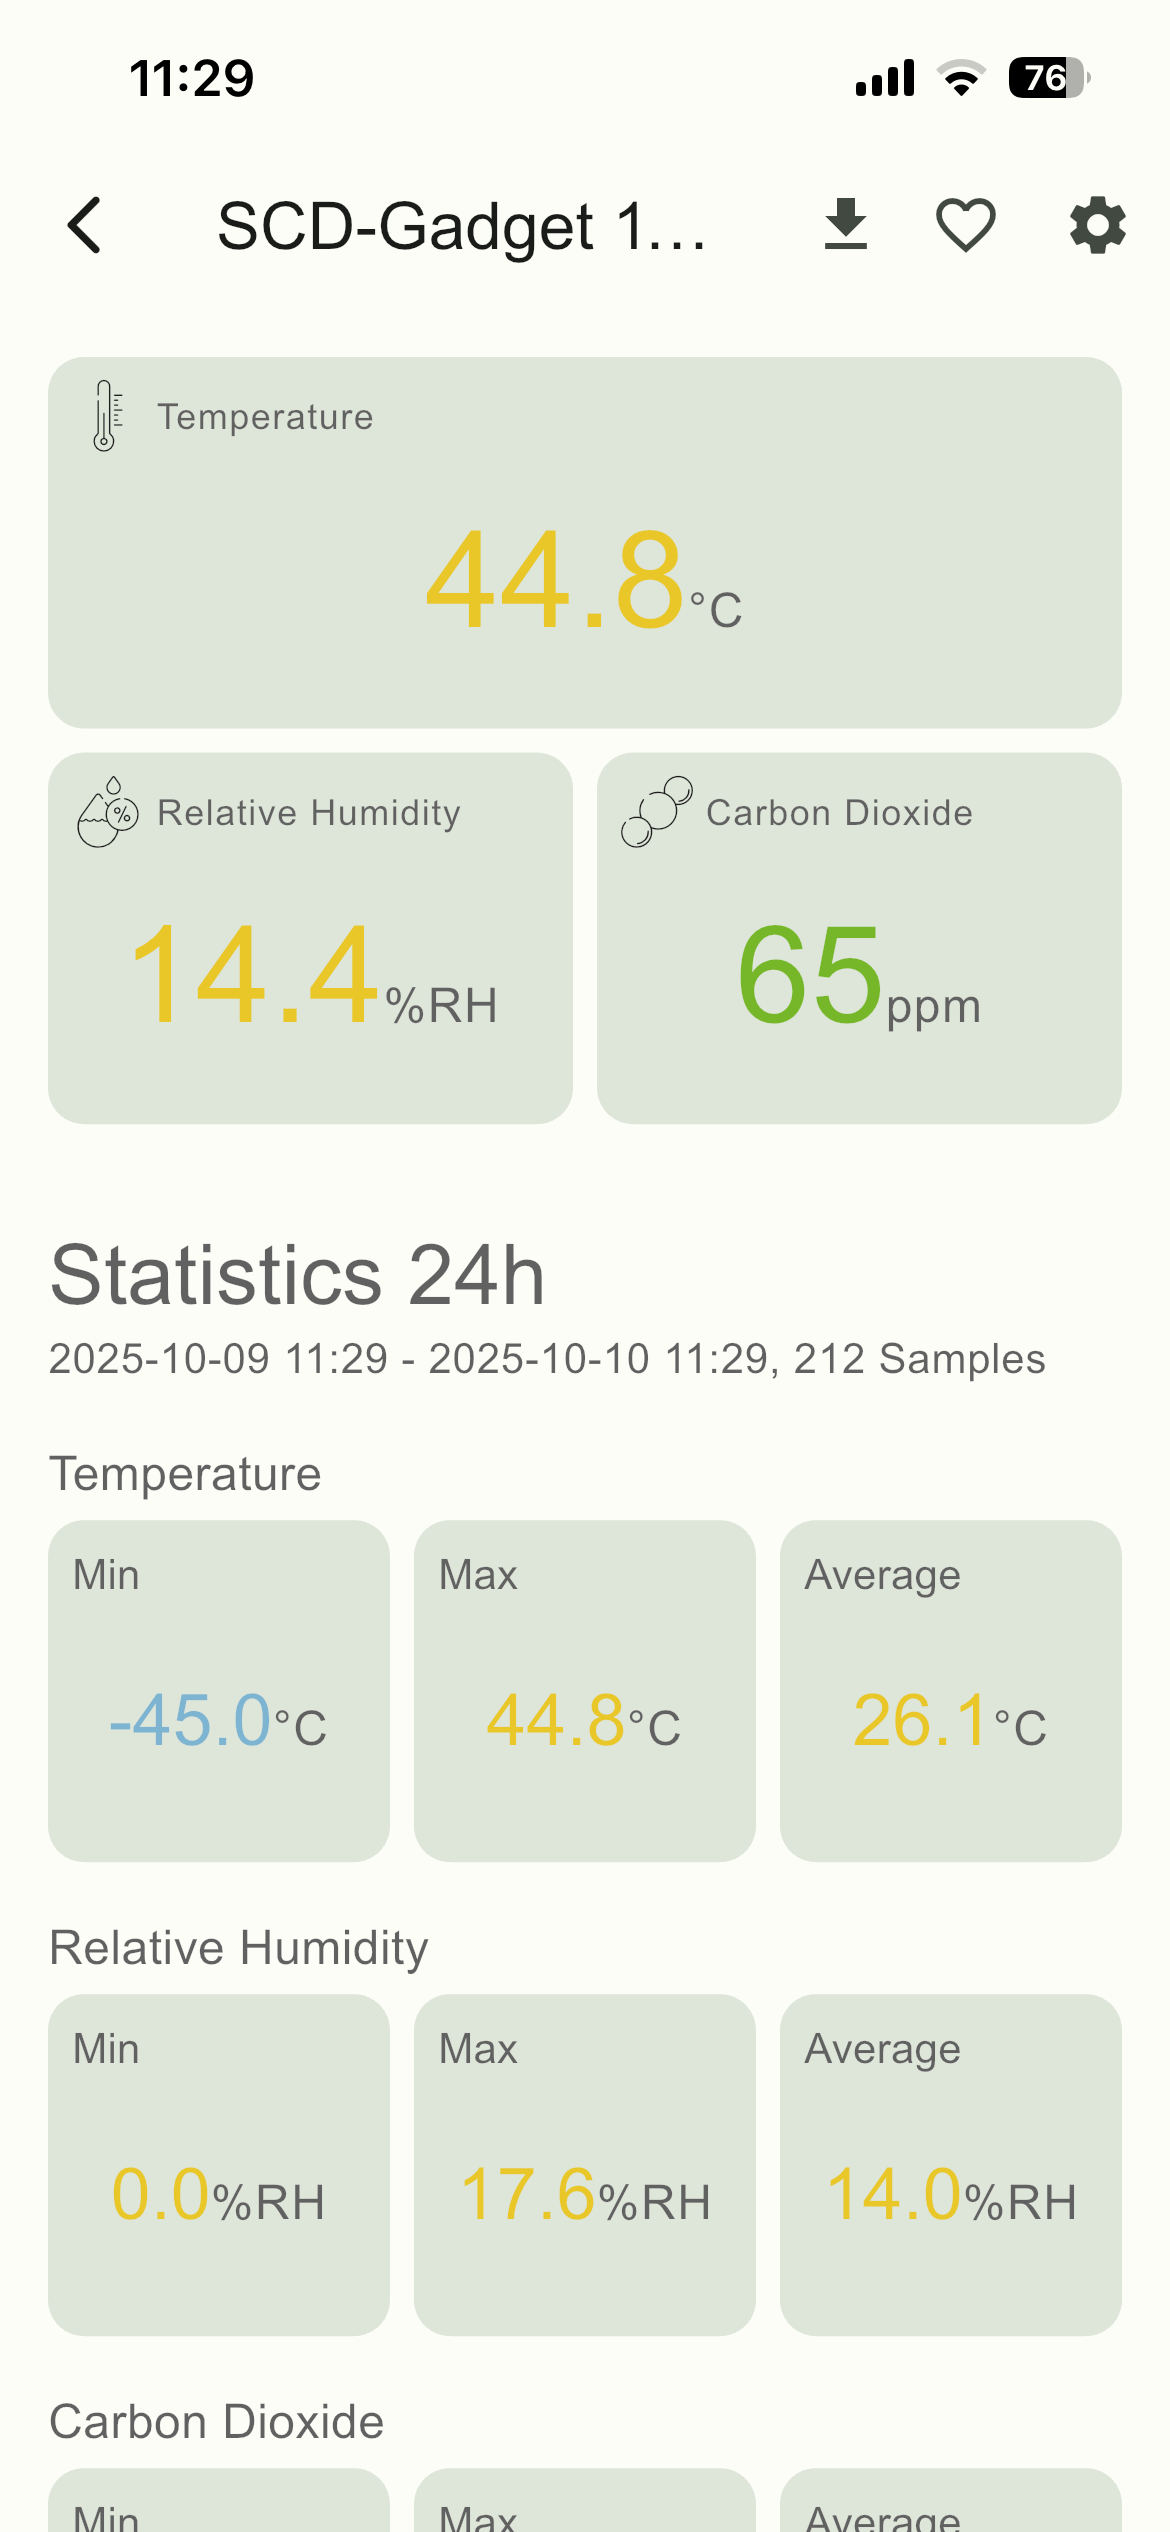 11:29
76
SCD-Gadget 1...
Temperature
44.8°C
Relative Humidity
14.4%RH
Carbon Dioxide
65ppm
Statistics 24h
2025-10-09 11:29 - 2025-10-10 11:29, 212 Samples
Temperature
Min
Max
Average
-45.0°C
44.8°C
26.1°C
Relative Humidity
Min
Max
Average
0.0%RH
17.6%RH
14.0%RH
Carbon Dioxide
Min
Max
Average